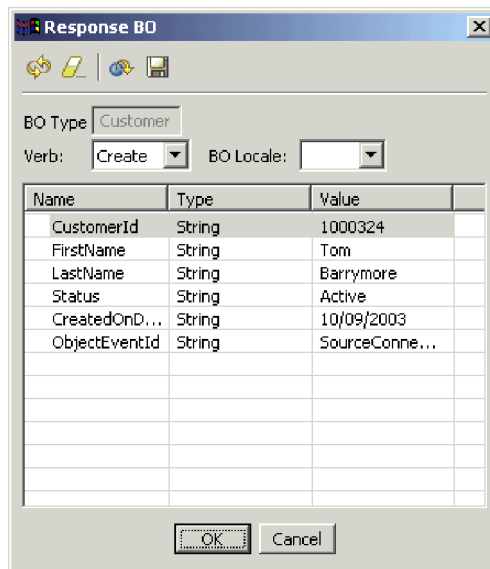 Response BO
BO Type Customer
Verb: Create BO Locale:
Name Type Value
CustomerId String 1000324
FirstName String Tom
LastName String Barrymore
Status String Active
CreatedOnD... String 10/09/2003
ObjectEventId String SourceConne...
OK Cancel